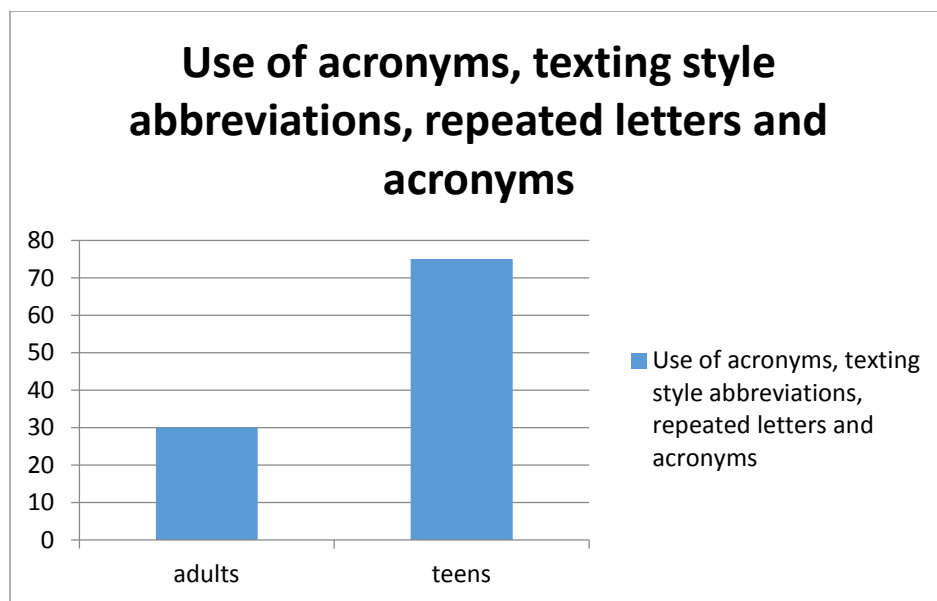 Use of acronyms, texting style
abbreviations, repeated letters and
acronyms
80
70
60
50
40
30
20
10
0
adults
teens
Use of acronyms, texting
style abbreviations,
repeated letters and
acronyms